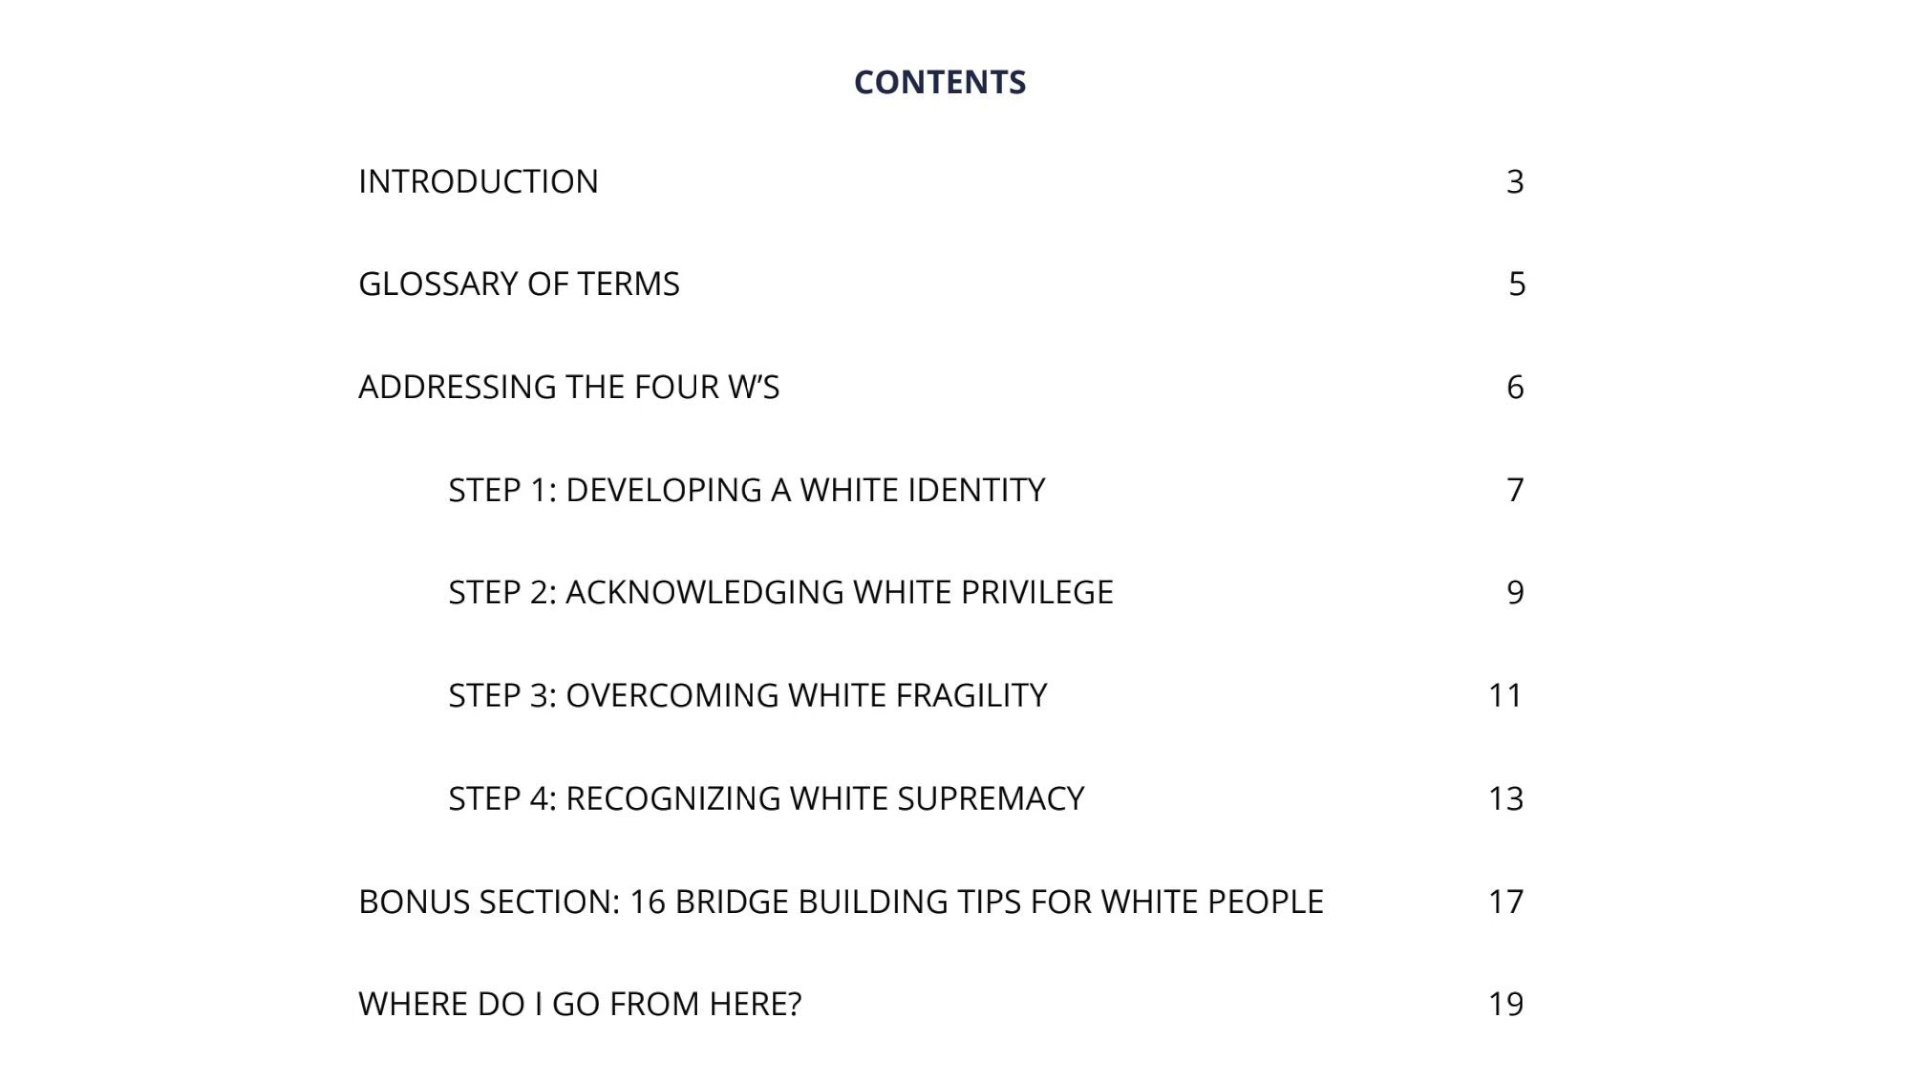 CONTENTS
INTRODUCTION 3
GLOSSARY OF TERMS 5
ADDRESSING THE FOUR W’S 6
STEP 1: DEVELOPING A WHITE IDENTITY 7
STEP 2: ACKNOWLEDGING WHITE PRIVILEGE 9
STEP 3: OVERCOMING WHITE FRAGILITY 11
STEP 4: RECOGNIZING WHITE SUPREMACY 13
BONUS SECTION: 16 BRIDGE BUILDING TIPS FOR WHITE PEOPLE 17
WHERE DO I GO FROM HERE? 19